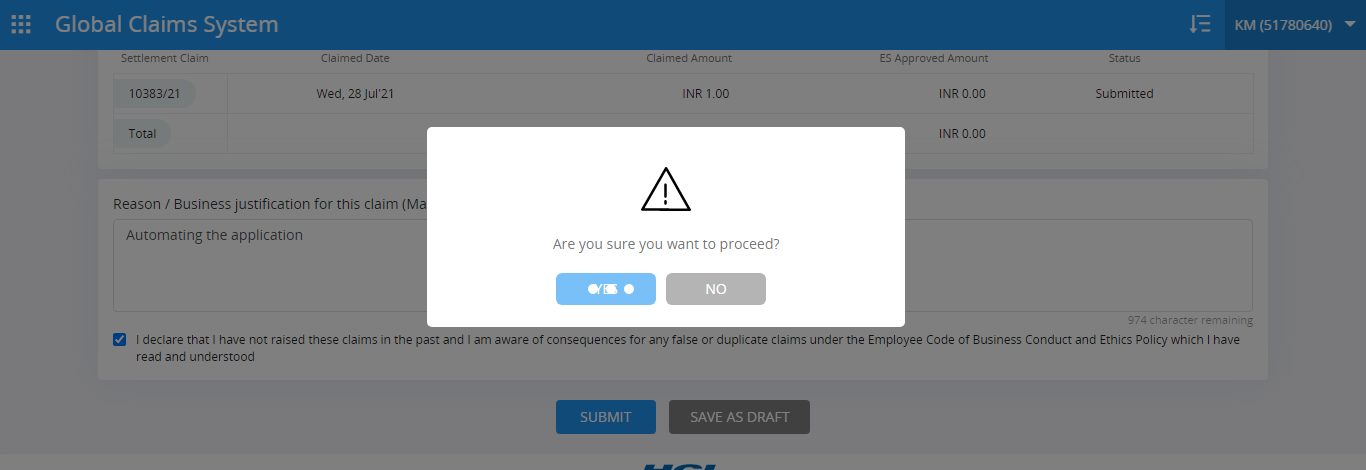 Global Claims System
KM (51780640)
Settlement Claim Claimed Date Claimed Amount ES Approved Amount Status
10383/21 Wed, 28 Jul'21 INR 1.00 INR 0.00 Submitted
Total INR 0.00
Are you sure you want to proceed?
YES NO
Reason / Business justification for this claim (Ma
Automating the application
974 character remaining
I declare that I have not raised these claims in the past and I am aware of consequences for any false or duplicate claims under the Employee Code of Business Conduct and Ethics Policy which I have
read and understood
SUBMIT SAVE AS DRAFT